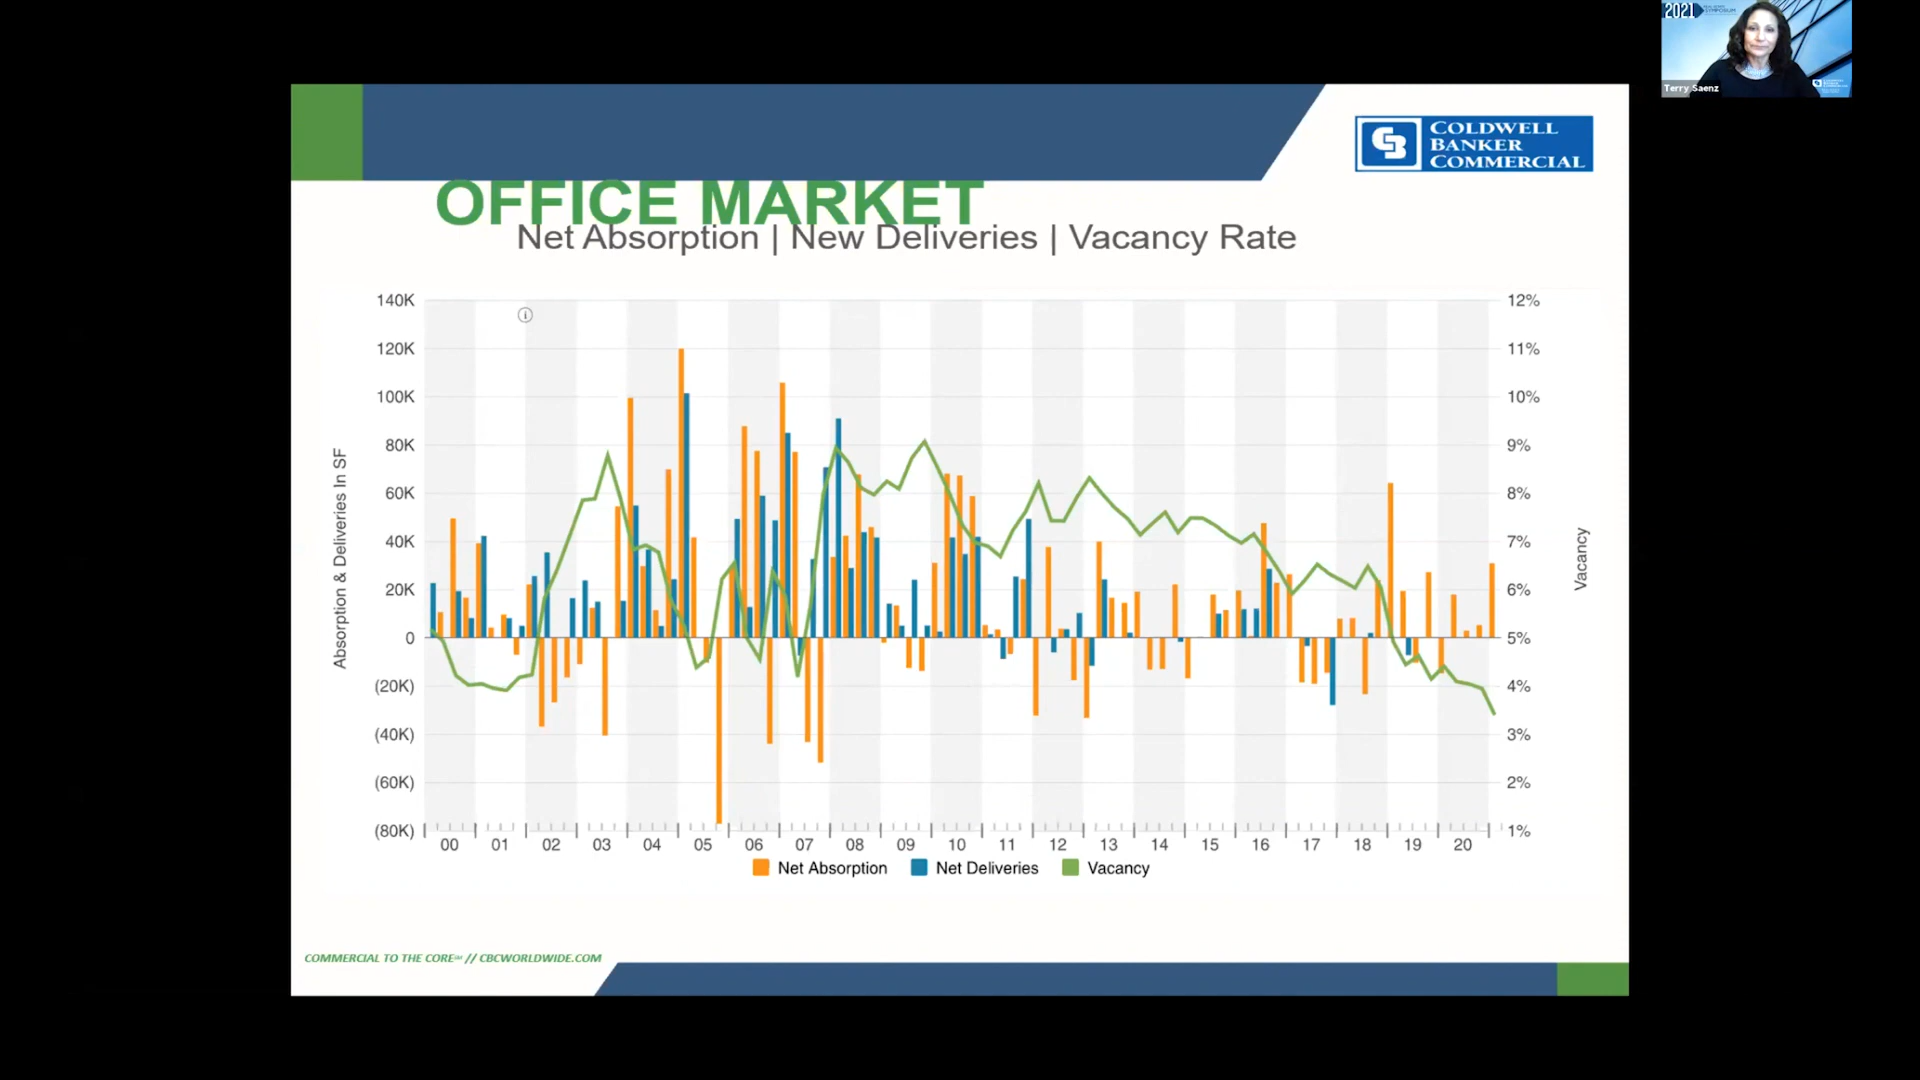 2021
SYMPOSIUM
Terry Saenz
COLDWELL
BANKER
COMMERCIAL
OFFICE MARKET
Net Absorption | New Deliveries | Vacancy Rate
140K
120K
100K
80K
60K
40K
20K
0
(20K)
(40K)
(60K)
(80K)
Absorption & Deliveries In SF
12%
11%
10%
9%
8%
7%
6%
5%
4%
3%
2%
1%
Vacancy
00 01 02 03 04 05 06 07 08 09 10 11 12 13 14 15 16 17 18 19 20
Net Absorption Net Deliveries Vacancy
COMMERCIAL TO THE CORE℠ // CBCWORLDWIDE.COM